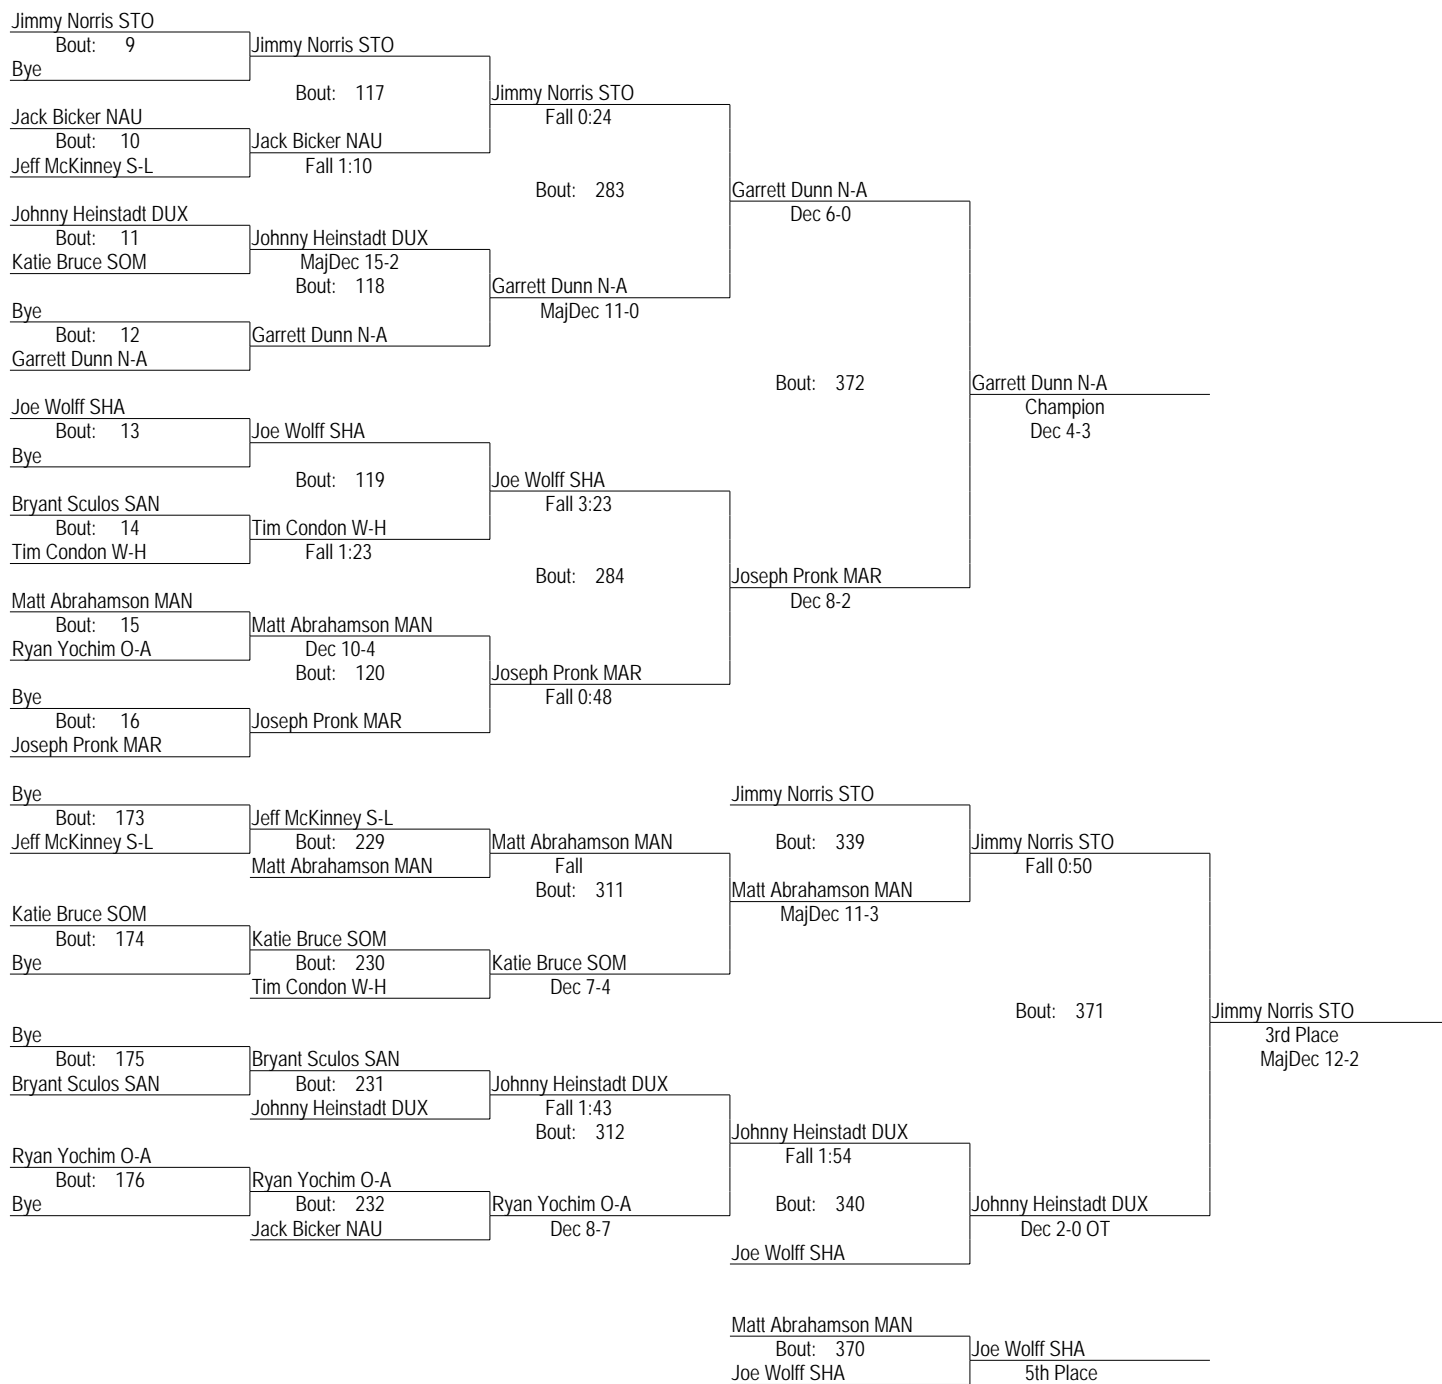 Jimmy Norris STO
Bout: 9
Jimmy Norris STO
Bye
Bout: 117
Jimmy Norris STO
Jack Bicker NAU
Fall 0:24
Bout: 10
Jack Bicker NAU
Jeff McKinney S-L
Fall 1:10
Bout: 283
Garrett Dunn N-A
Johnny Heinstadt DUX
Dec 6-0
Bout: 11
Johnny Heinstadt DUX
Katie Bruce SOM
MajDec 15-2
Bout: 118
Garrett Dunn N-A
Bye
MajDec 11-0
Bout: 12
Garrett Dunn N-A
Garrett Dunn N-A
Bout: 372
Garrett Dunn N-A
Joe Wolff SHA
Champion
Bout: 13
Joe Wolff SHA
Dec 4-3
Bye
Bout: 119
Joe Wolff SHA
Bryant Sculos SAN
Fall 3:23
Bout: 14
Tim Condon W-H
Tim Condon W-H
Fall 1:23
Bout: 284
Joseph Pronk MAR
Matt Abrahamson MAN
Dec 8-2
Bout: 15
Matt Abrahamson MAN
Ryan Yochim O-A
Dec 10-4
Bout: 120
Joseph Pronk MAR
Bye
Fall 0:48
Bout: 16
Joseph Pronk MAR
Joseph Pronk MAR
Bye
Jimmy Norris STO
Bout: 173
Jeff McKinney S-L
Jeff McKinney S-L
Bout: 229
Matt Abrahamson MAN
Bout: 339
Jimmy Norris STO
Matt Abrahamson MAN
Fall
Fall 0:50
Bout: 311
Matt Abrahamson MAN
Katie Bruce SOM
MajDec 11-3
Bout: 174
Katie Bruce SOM
Bye
Bout: 230
Katie Bruce SOM
Tim Condon W-H
Dec 7-4
Bout: 371
Jimmy Norris STO
Bye
3rd Place
Bout: 175
Bryant Sculos SAN
MajDec 12-2
Bryant Sculos SAN
Bout: 231
Johnny Heinstadt DUX
Johnny Heinstadt DUX
Fall 1:43
Bout: 312
Johnny Heinstadt DUX
Ryan Yochim O-A
Fall 1:54
Bout: 176
Ryan Yochim O-A
Bye
Bout: 232
Ryan Yochim O-A
Bout: 340
Johnny Heinstadt DUX
Jack Bicker NAU
Dec 8-7
Dec 2-0 OT
Joe Wolff SHA
Matt Abrahamson MAN
Bout: 370
Joe Wolff SHA
Joe Wolff SHA
5th Place